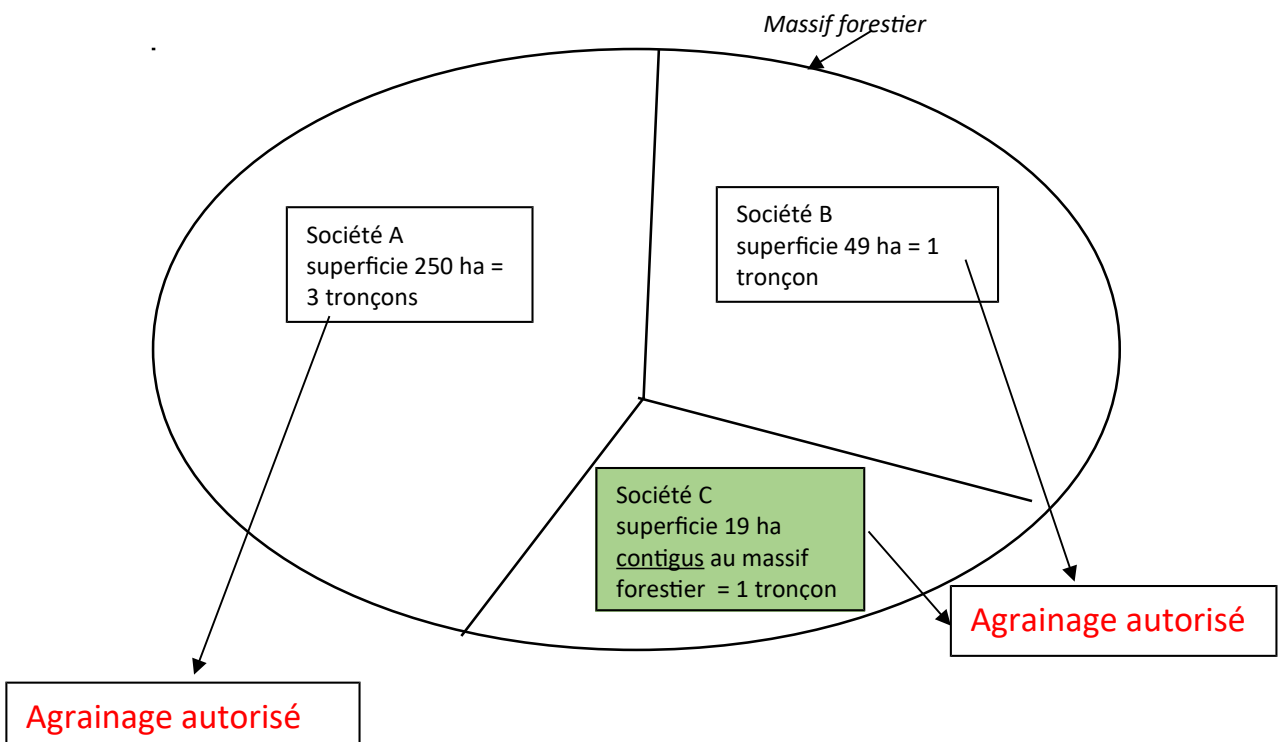 Massif forestier
Société A
superficie 250 ha =
3 tronçons
Société B
superficie 49 ha = 1
tronçon
Société C
superficie 19 ha
contigus au massif
forestier  = 1 tronçon
Agrainage autorisé
Agrainage autorisé